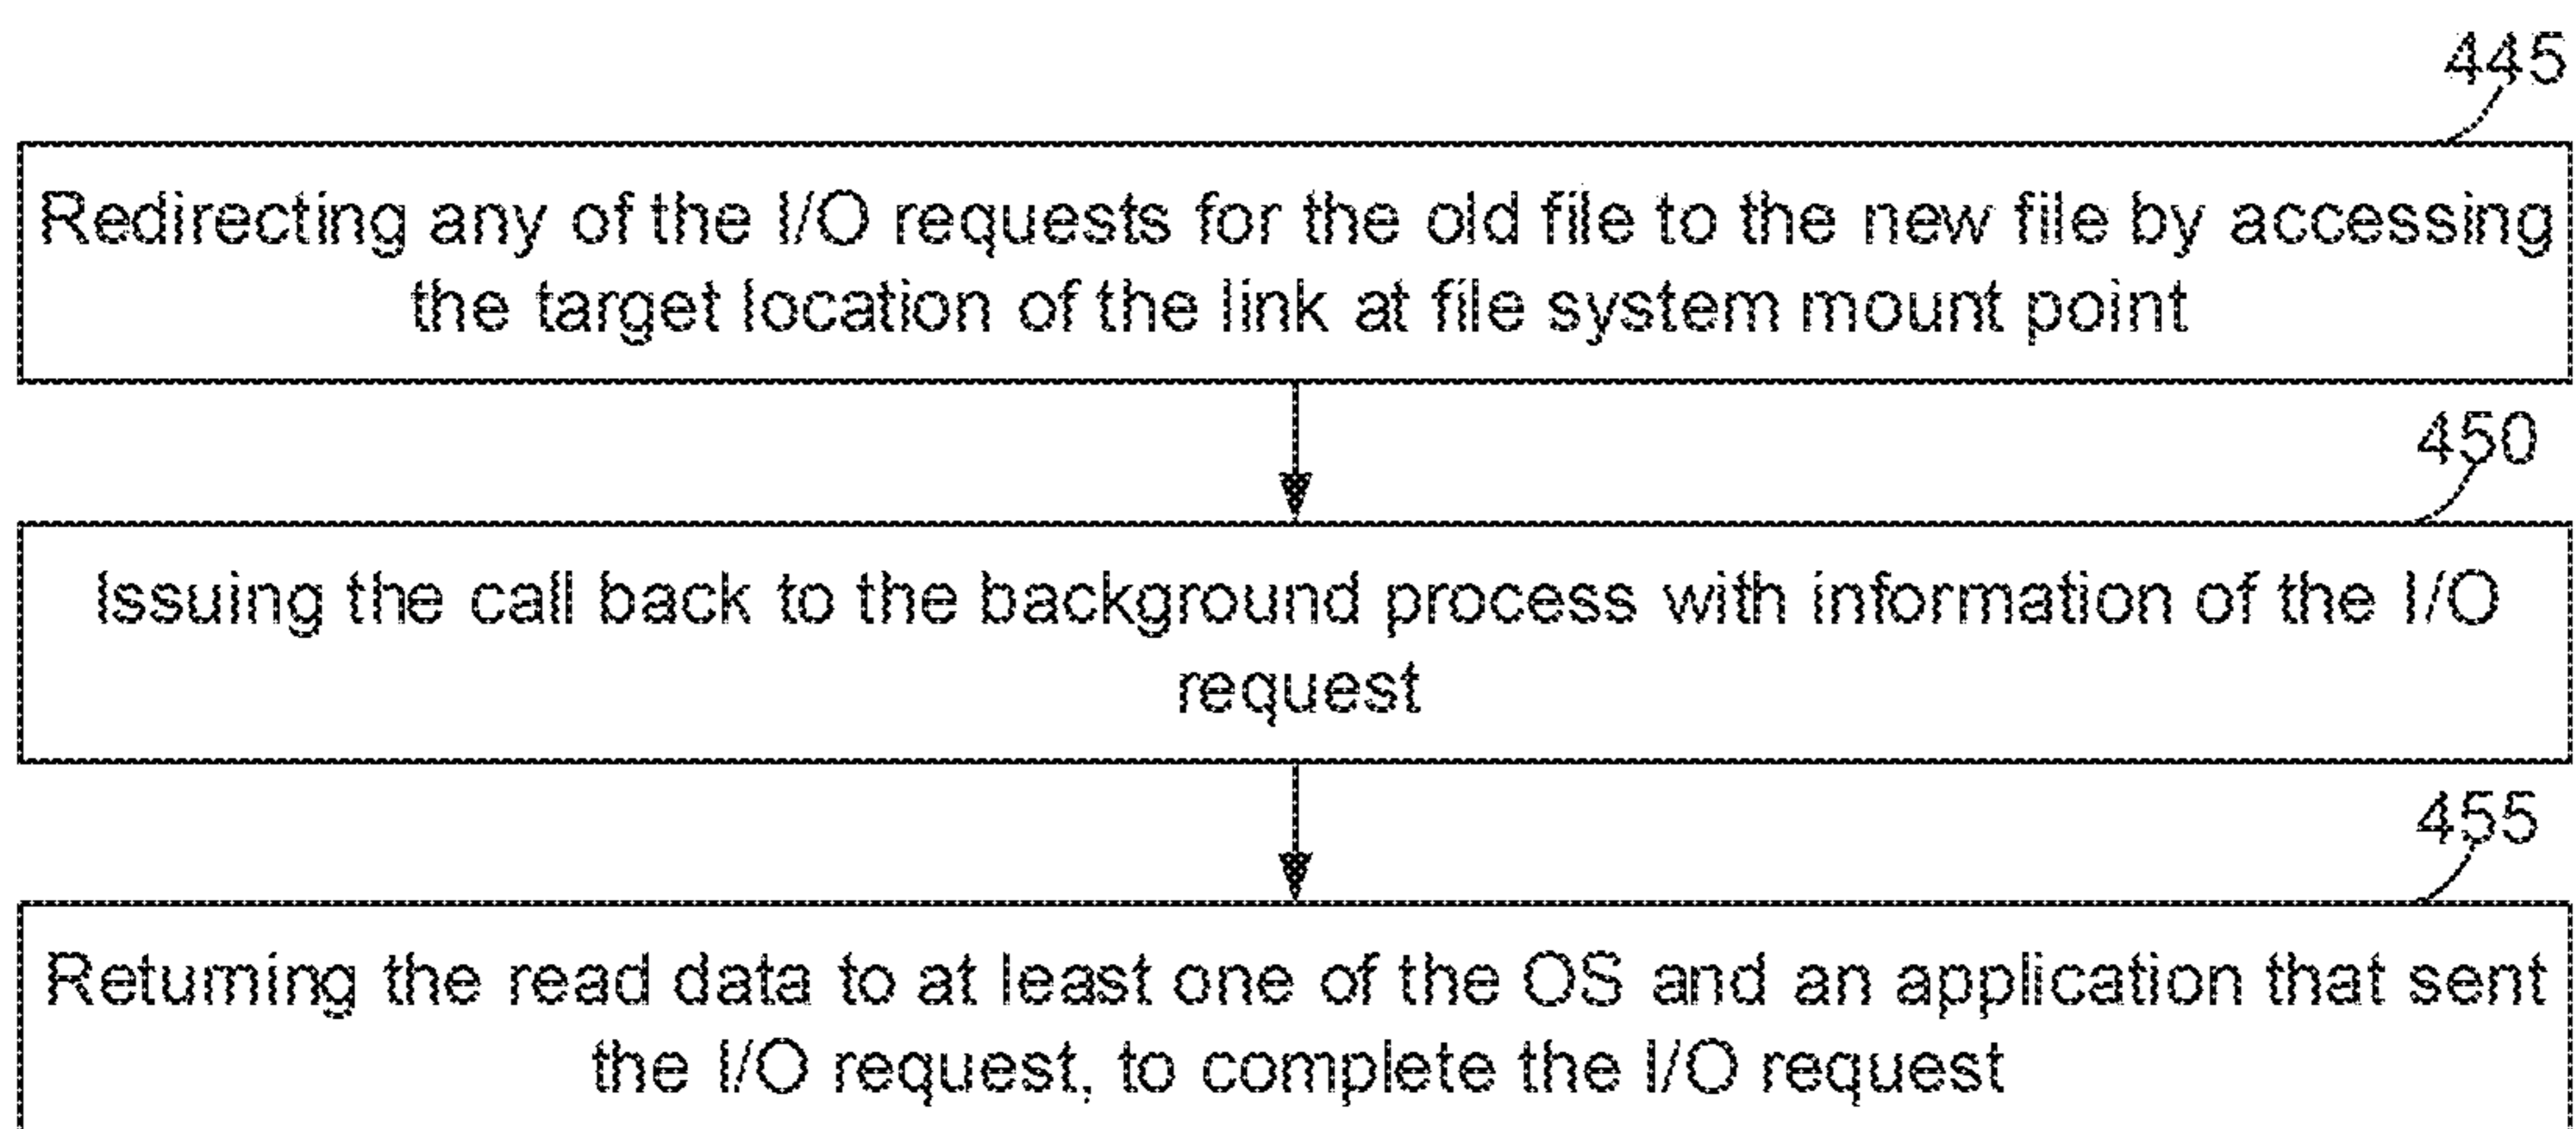 445
Redirecting any of the I/O requests for the old file to the new file by accessing
the target location of the link at file system mount point
450
Issuing the call back to the background process with information of the I/O
request
455
Returning the read data to at least one of the OS and an application that sent
the I/O request, to complete the I/O request